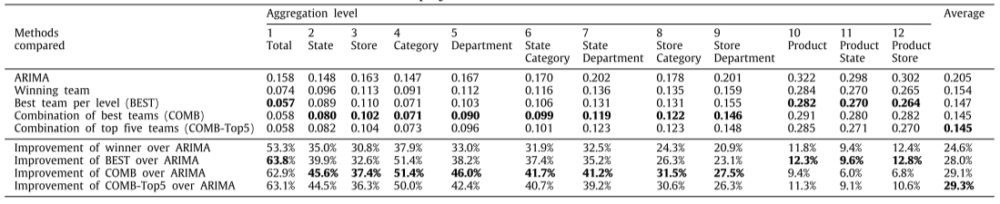 Aggregation level Average
Methods 1 2 3 4 5 6 7 8 9 10 11 12
compared Total State Store Category Department State State Store Store Product Product Product
Category Department Category Department State Store
ARIMA 0.158 0.148 0.163 0.147 0.167 0.170 0.202 0.178 0.201 0.322 0.298 0.302 0.205
Winning team 0.074 0.096 0.113 0.091 0.112 0.116 0.136 0.135 0.159 0.284 0.270 0.265 0.154
Best team per level (BEST) 0.057 0.089 0.110 0.071 0.103 0.106 0.131 0.131 0.155 0.282 0.270 0.264 0.147
Combination of best teams (COMB) 0.058 0.080 0.102 0.071 0.090 0.099 0.119 0.122 0.146 0.291 0.280 0.282 0.145
Combination of top five teams (COMB-Top5) 0.058 0.082 0.104 0.073 0.096 0.101 0.123 0.123 0.148 0.285 0.271 0.270 0.145
Improvement of winner over ARIMA 53.3% 35.0% 30.8% 37.9% 33.0% 31.9% 32.5% 24.3% 20.9% 11.8% 9.4% 12.4% 24.6%
Improvement of BEST over ARIMA 63.8% 39.9% 32.6% 51.4% 38.2% 37.4% 35.2% 26.3% 23.1% 12.3% 9.6% 12.8% 28.0%
Improvement of COMB over ARIMA 62.9% 45.6% 37.4% 51.4% 46.0% 41.7% 41.2% 31.5% 27.5% 9.4% 6.0% 6.8% 29.1%
Improvement of COMB-Top5 over ARIMA 63.1% 44.5% 36.3% 50.0% 42.4% 40.7% 39.2% 30.6% 26.3% 11.3% 9.1% 10.6% 29.3%